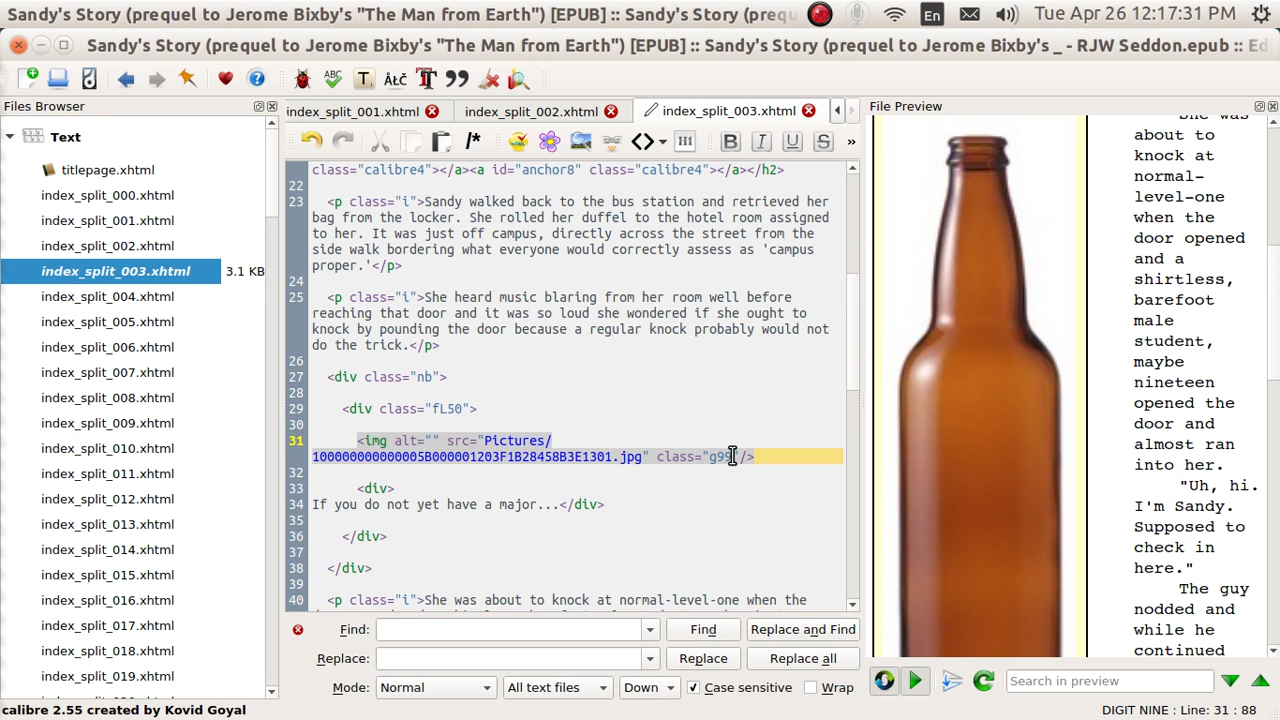 Sandy's Story (prequel to Jerome Bixby's "The Man from Earth") [EPUB] :: Sandy's Story (prequ
En
Tue Apr 26 12:17:31 PM
Sandy's Story (prequel to Jerome Bixby's "The Man from Earth") [EPUB] :: Sandy's Story (prequel to Jerome Bixby's _ - RJW Seddon.epub :: Ed
ABC
T
T
Files Browser
index_split_001.xhtml
index_split_002.xhtml
index_split_003.xhtml
File Preview
Text
titlepage.xhtml
index_split_000.xhtml
index_split_001.xhtml
index_split_002.xhtml
index_split_003.xhtml 3.1 KB
index_split_004.xhtml
index_split_005.xhtml
index_split_006.xhtml
index_split_007.xhtml
index_split_008.xhtml
index_split_009.xhtml
index_split_010.xhtml
index_split_011.xhtml
index_split_012.xhtml
index_split_013.xhtml
index_split_014.xhtml
index_split_015.xhtml
index_split_016.xhtml
index_split_017.xhtml
index_split_018.xhtml
index_split_019.xhtml
/* <> H1 B I U S »
class="calibre4"></a><a id="anchor8" class="calibre4"></a></h2>
22
23 <p class="i">Sandy walked back to the bus station and retrieved her
bag from the locker. She rolled her duffel to the hotel room assigned
to her. It was just off campus, directly across the street from the
side walk bordering what everyone would correctly assess as 'campus
proper.'</p>
24
25 <p class="i">She heard music blaring from her room well before
reaching that door and it was so loud she wondered if she ought to
knock by pounding the door because a regular knock probably would not
do the trick.</p>
26
27 <div class="nb">
28
29 <div class="fL50">
30
31 <img alt="" src="Pictures/
100000000000005B000001203F1B28458B3E1301.jpg" class="g99"/>
32
33 <div>
34 If you do not yet have a major...</div>
35
36 </div>
37
38 </div>
39
40 <p class="i">She was about to knock at normal-level-one when the
She was
about to
knock at
normal-
level-one
when the
door opened
and a
shirtless,
barefoot
male
student,
maybe
nineteen
opened the
door and
almost ran
into her.
"Uh, hi.
I'm Sandy.
Supposed to
check in
here."
The guy
nodded and
while he
continued
Find:
Find
Replace and Find
Replace:
Replace
Replace all
Mode: Normal
All text files
Down
Case sensitive
Wrap
Search in preview
calibre 2.55 created by Kovid Goyal
DIGIT NINE : Line: 31 : 88